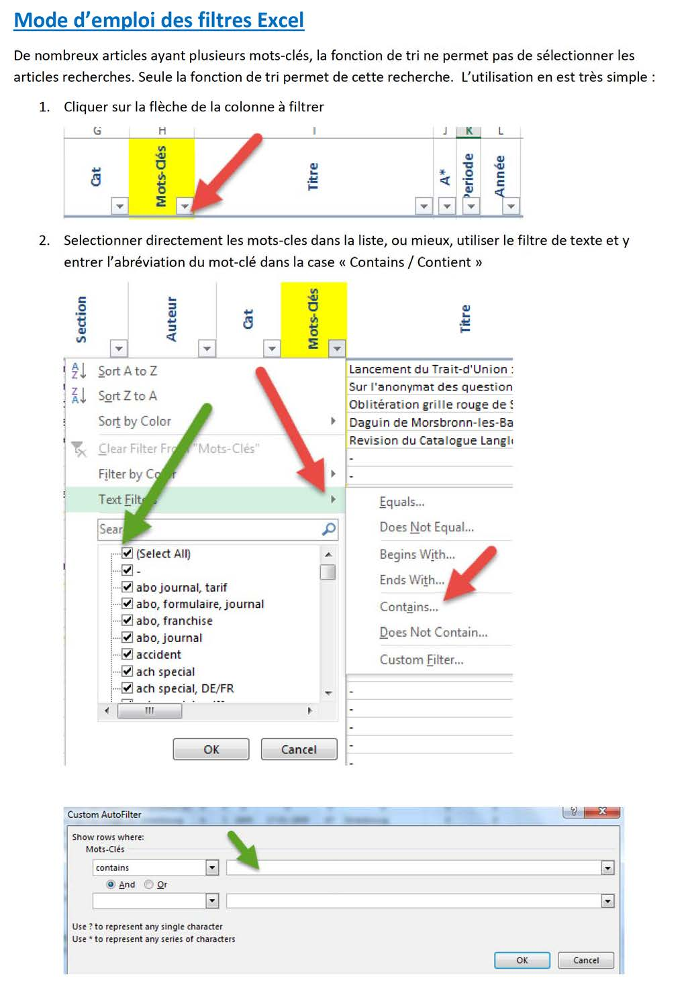 Mode d’emploi des filtres Excel
De nombreux articles ayant plusieurs mots-clés, la fonction de tri ne permet pas de sélectionner les
articles recherches. Seule la fonction de tri permet de cette recherche. L’utilisation en est très simple :
1. Cliquer sur la flèche de la colonne à filtrer
G H I J K L
Cat Mots-Clés Titre A* Periode Année
2. Selectionner directement les mots-cles dans la liste, ou mieux, utiliser le filtre de texte et y
entrer l’abréviation du mot-clé dans la case « Contains / Contient »
Section Auteur Cat Mots-Clés Titre
Sort A to Z
Sort Z to A
Sort by Color
Clear Filter From "Mots-Clés"
Filter by Color
Text Filters
Sear
(Select All)
-
abo journal, tarif
abo, formulaire, journal
abo, franchise
abo, journal
accident
ach special
ach special, DE/FR
OK Cancel
Lancement du Trait-d'Union :
Sur l'anonymat des question
Oblitération grille rouge de S
Daguin de Morsbronn-les-Ba
Revision du Catalogue Langl
-
-
Equals...
Does Not Equal...
Begins With...
Ends With...
Contains...
Does Not Contain...
Custom Filter...
-
-
-
-
-
Custom AutoFilter
?
X
Show rows where:
Mots-Clés
contains
And Or
Use ? to represent any single character
Use * to represent any series of characters
OK Cancel